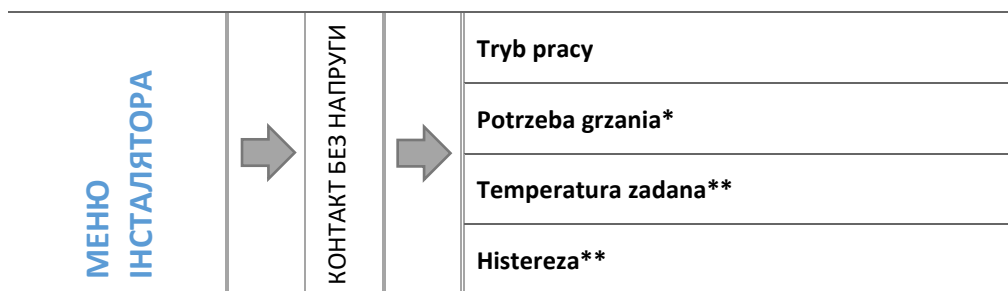 МЕНЮ
ІНСТАЛЯТОРА
КОНТАКТ БЕЗ НАПРУГИ
Tryb pracy
Potrzeba grzania*
Temperatura zadana**
Histereza**